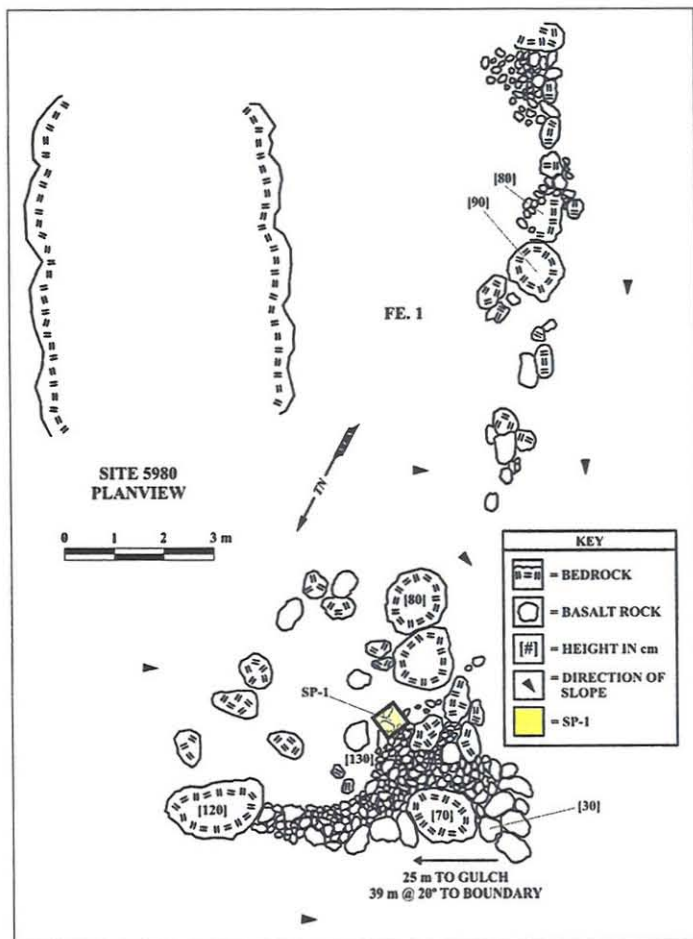 [80]
[90]
FE. 1
SITE 5980
PLANVIEW
TN
0 1 2 3 m
KEY
= BEDROCK
= BASALT ROCK
[#] = HEIGHT IN cm
= DIRECTION OF
SLOPE
= SP-1
[80]
SP-1
[130]
[120]
[70]
[30]
25 m TO GULCH
39 m @ 20° TO BOUNDARY